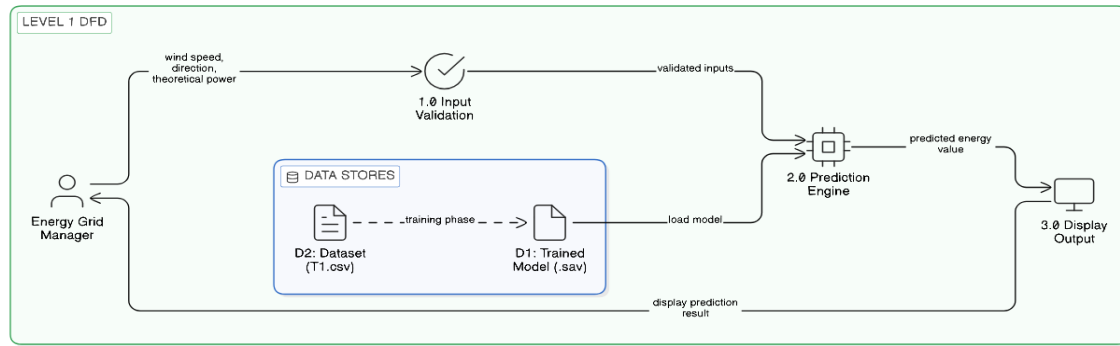 LEVEL 1 DFD
wind speed,
direction,
theoretical power
1.0 Input
Validation
validated inputs
2.0 Prediction
Engine
predicted energy
value
3.0 Display
Output
Energy Grid
Manager
DATA STORES
D2: Dataset
(T1.csv)
training phase
D1: Trained
Model (.sav)
load model
display prediction
result